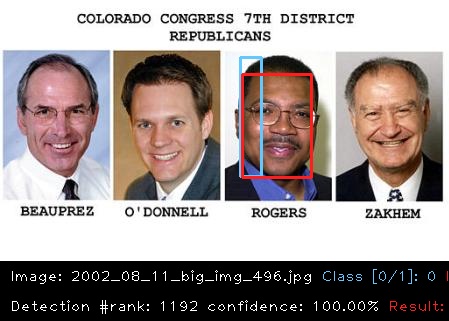 COLORADO CONGRESS 7TH DISTRICT
REPUBLICANS
BEAUPREZ O'DONNELL ROGERS ZAKHEM
Image: 2002_08_11_big_img_496.jpg Class [0/1]: 0
Detection #rank: 1192 confidence: 100.00% Result: